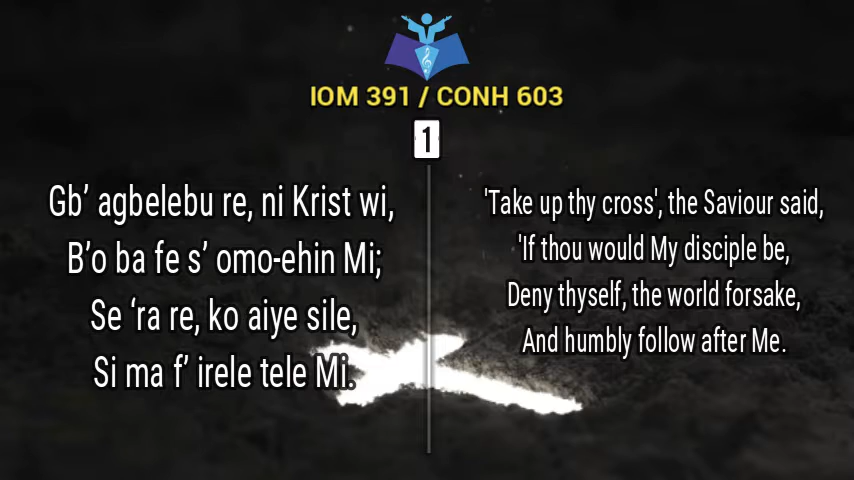 IOM 391 / CONH 603
1
Gb’ agbelebu re, ni Krist wi,
B’o ba fe s’ omo-ehin Mi;
Se ‘ra re, ko aiye sile,
Si ma f’ irele tele Mi.
'Take up thy cross', the Saviour said,
'If thou would My disciple be,
Deny thyself, the world forsake,
And humbly follow after Me.